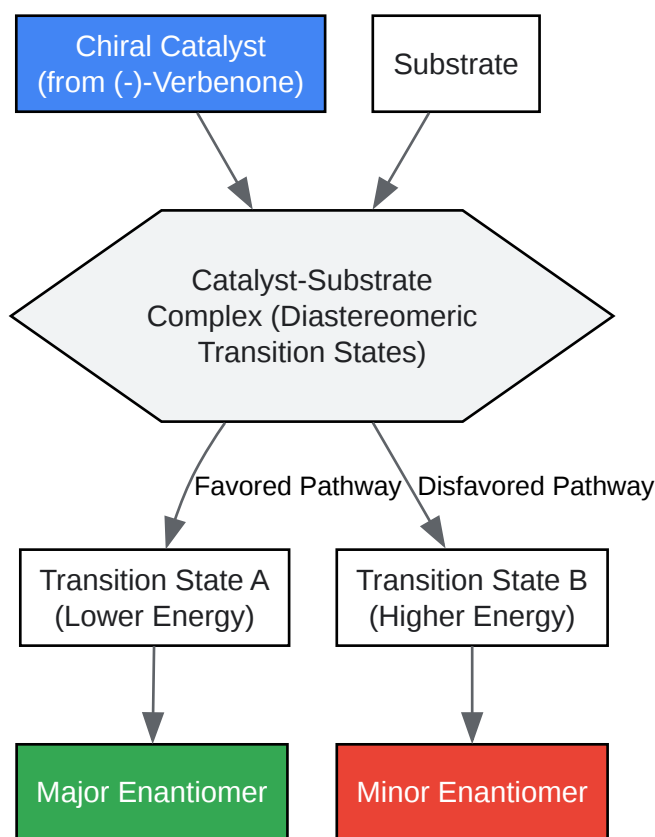 Chiral Catalyst
(from (-)-Verbenone)
Substrate
Catalyst-Substrate
Complex (Diastereomeric
Transition States)
Favored Pathway
Disfavored Pathway
Transition State A
(Lower Energy)
Transition State B
(Higher Energy)
Major Enantiomer
Minor Enantiomer